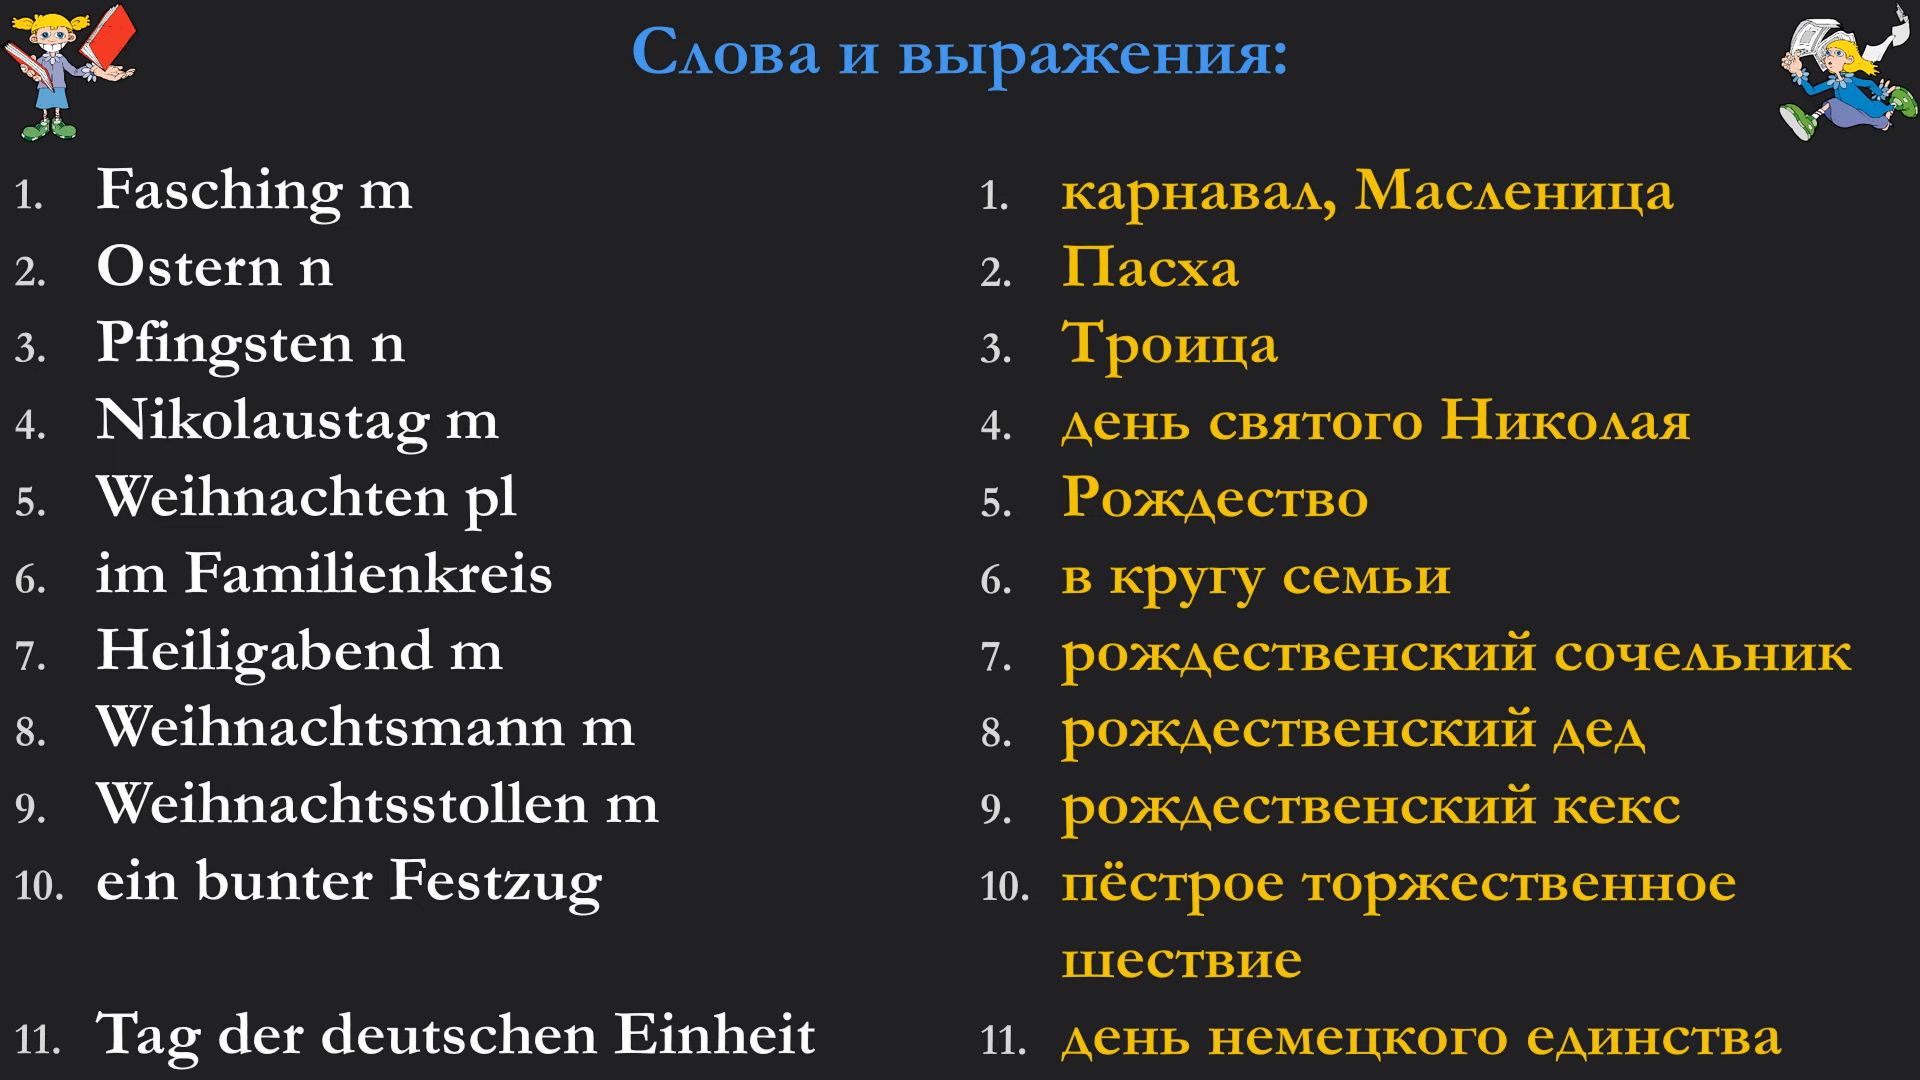 Слова и выражения:
1. Fasching m
2. Ostern n
3. Pfingsten n
4. Nikolaustag m
5. Weihnachten pl
6. im Familienkreis
7. Heiligabend m
8. Weihnachtsmann m
9. Weihnachtsstollen m
10. ein bunter Festzug
11. Tag der deutschen Einheit
1. карнавал, Масленица
2. Пасха
3. Троица
4. день святого Николая
5. Рождество
6. в кругу семьи
7. рождественский сочельник
8. рождественский дед
9. рождественский кекс
10. пёстрое торжественное
шествие
11. день немецкого единства